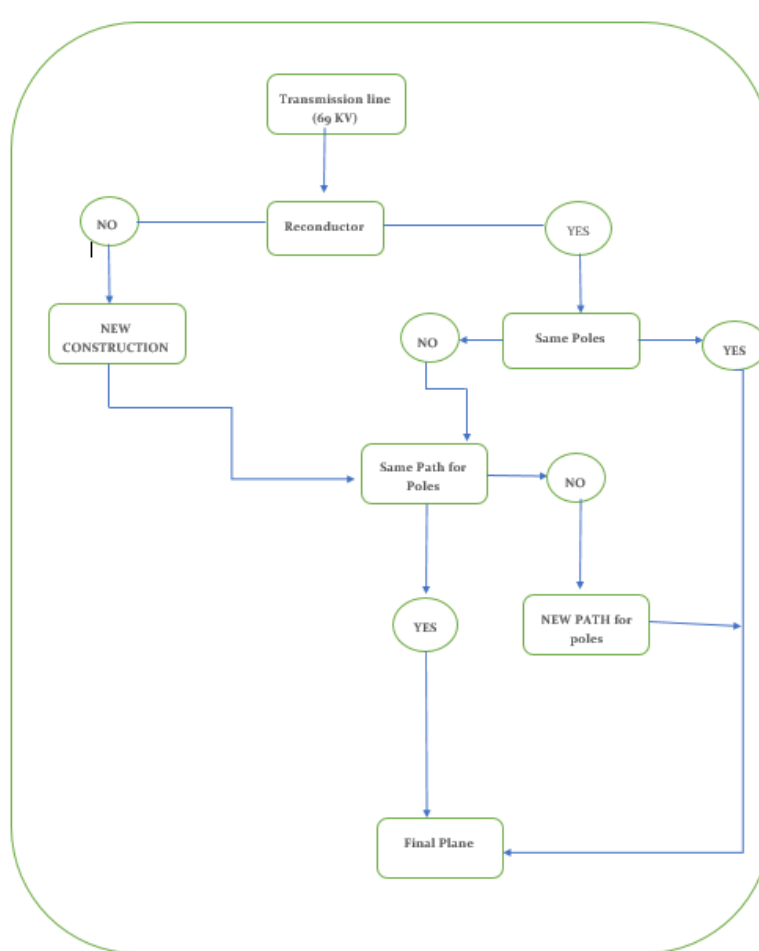 Transmission line
(69 KV)
NO
Reconductor
YES
NEW
CONSTRUCTION
NO
Same Poles
YES
Same Path for
Poles
NO
YES
NEW PATH for
poles
Final Plane